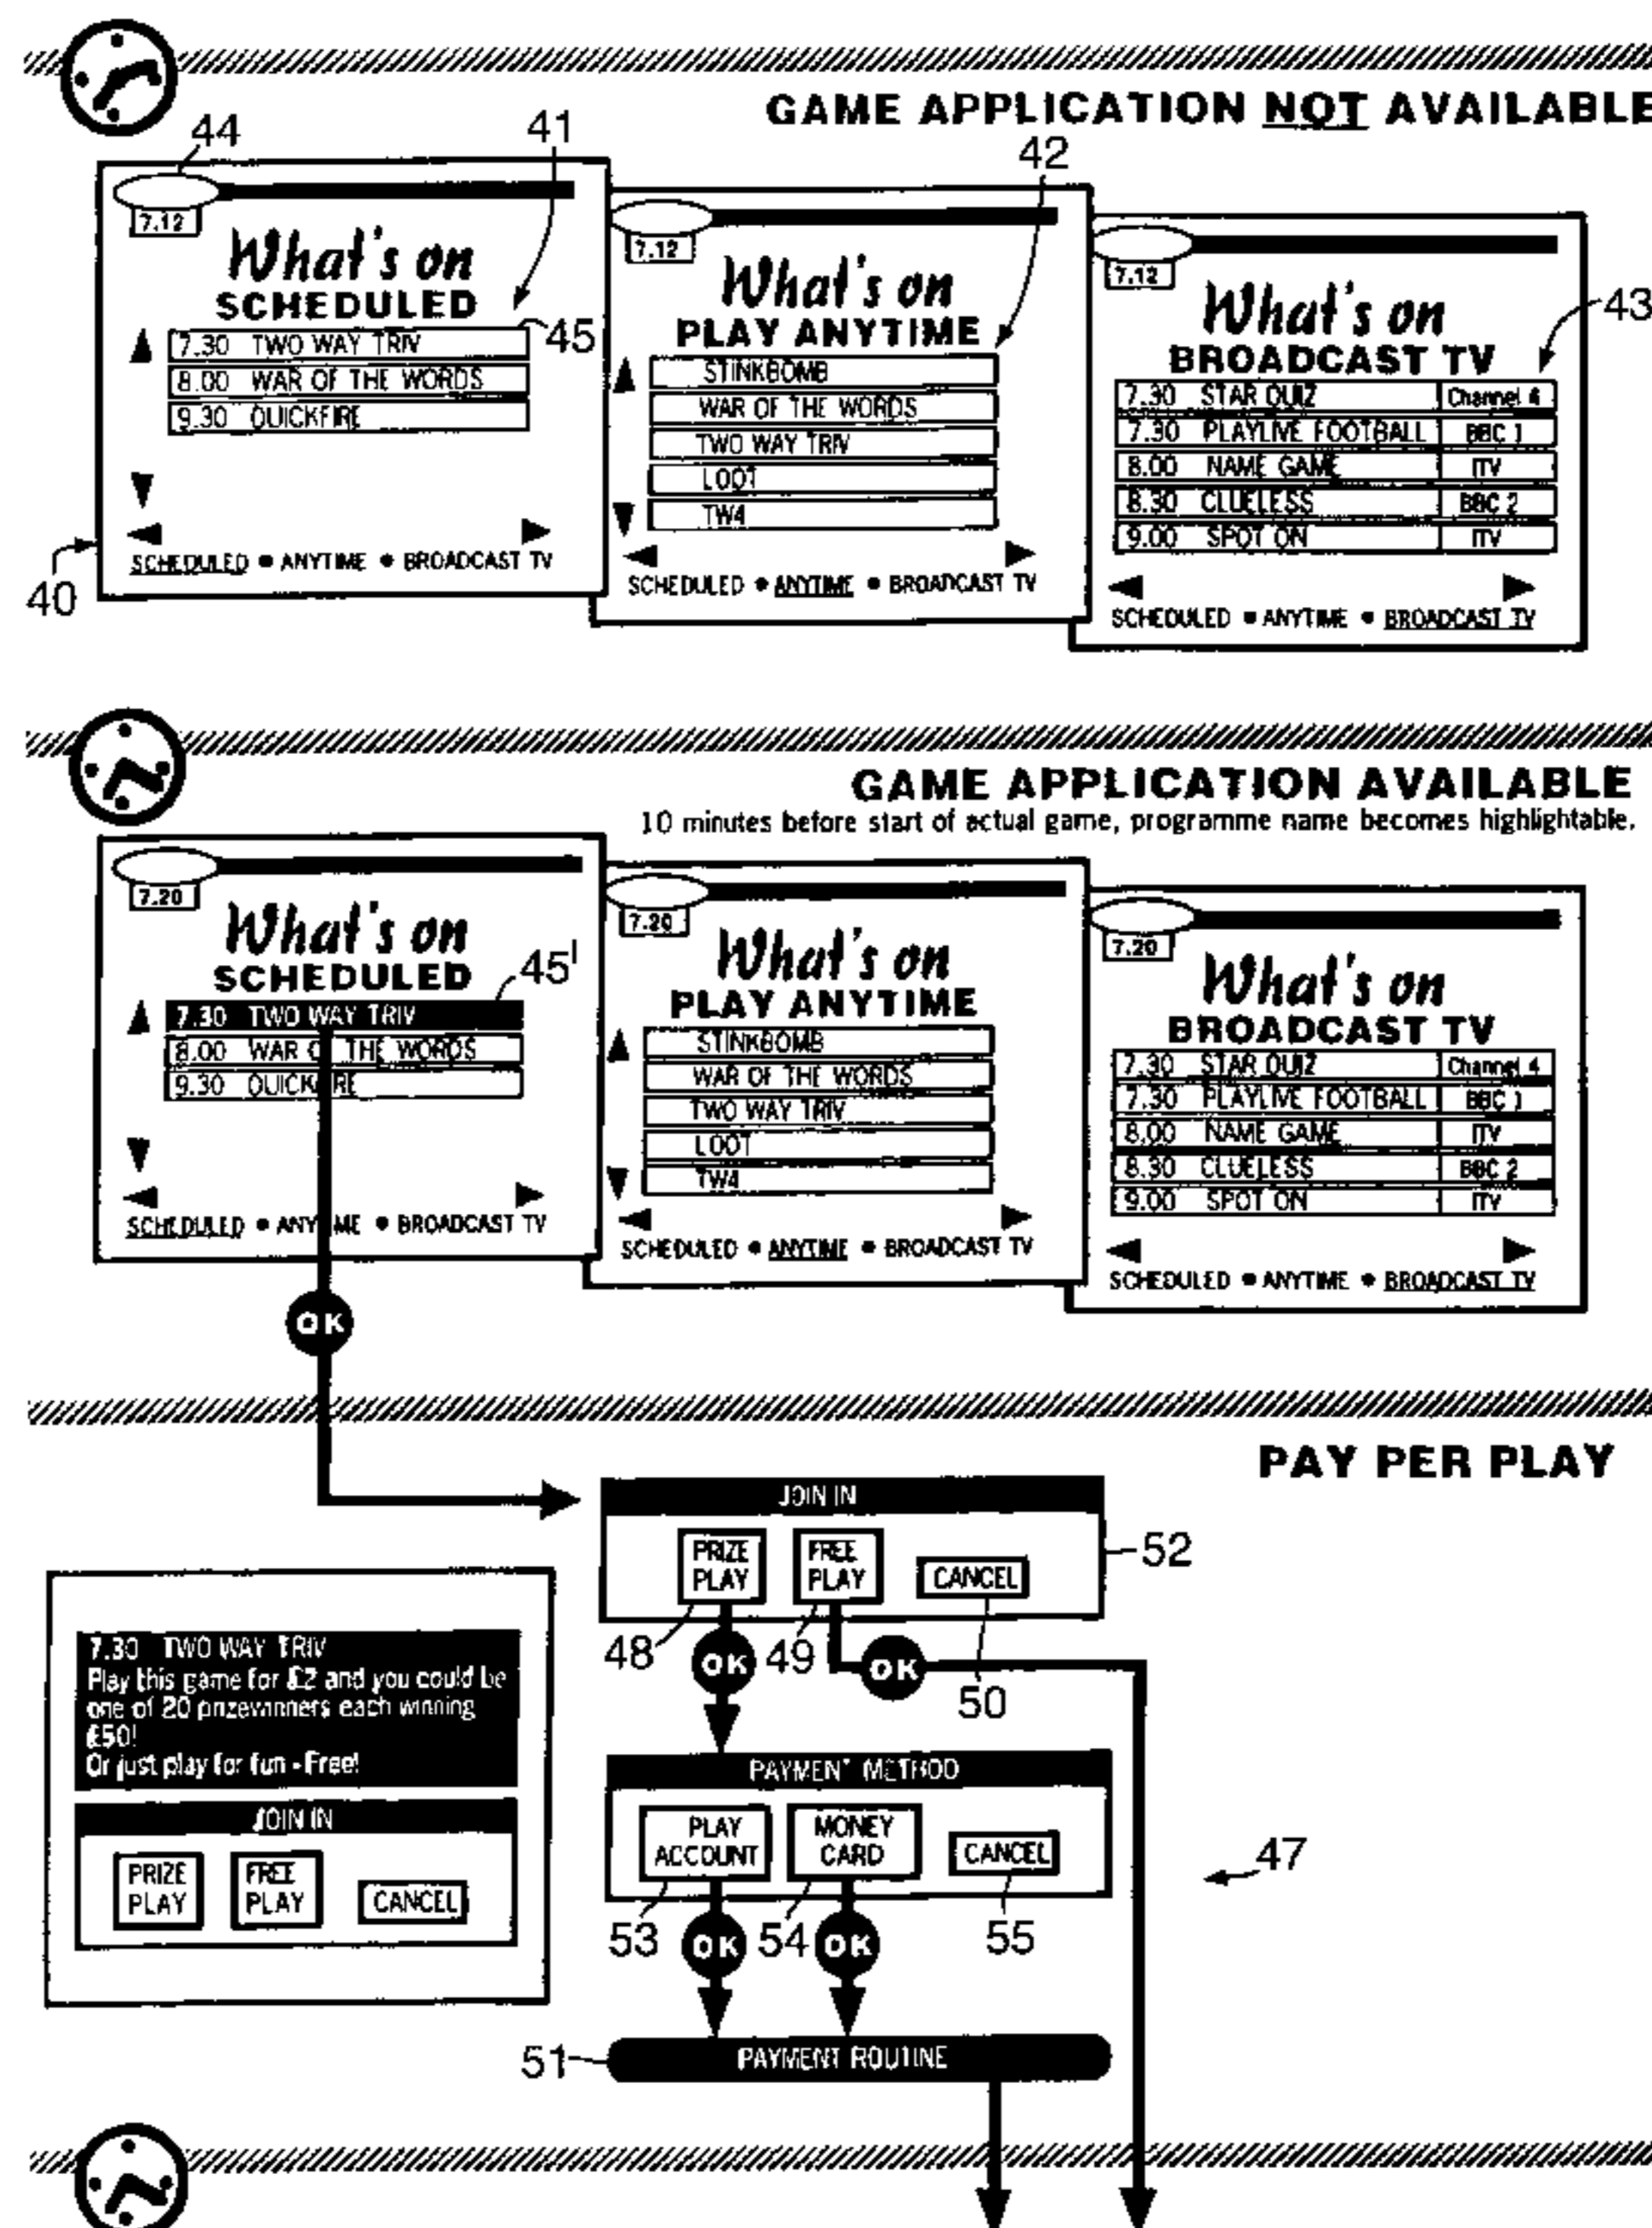 GAME APPLICATION NOT AVAILABLE
44
41
42
7.12
What's on
SCHEDULED
45
7.30 TWO WAY TRIV
8.00 WAR OF THE WORDS
9.30 QUICKFIRE
SCHEDULED • ANYTIME • BROADCAST TV
40
7.12
What's on
PLAY ANYTIME
STINKBOMB
WAR OF THE WORDS
TWO WAY TRIV
LOOT
TW4
SCHEDULED • ANYTIME • BROADCAST TV
7.12
What's on
BROADCAST TV
43
7.30 STAR QUIZ Channel 4
7.30 PLAYLIVE FOOTBALL BBC 1
8.00 NAME GAME ITV
8.30 CLUELESS BBC 2
9.00 SPOT ON ITV
SCHEDULED • ANYTIME • BROADCAST TV
GAME APPLICATION AVAILABLE
10 minutes before start of actual game, programme name becomes highlightable.
7.20
What's on
SCHEDULED
45'
7.30 TWO WAY TRIV
8.00 WAR OF THE WORDS
9.30 QUICKFIRE
SCHEDULED • ANYTIME • BROADCAST TV
7.20
What's on
PLAY ANYTIME
STINKBOMB
WAR OF THE WORDS
TWO WAY TRIV
LOOT
TW4
SCHEDULED • ANYTIME • BROADCAST TV
7.20
What's on
BROADCAST TV
7.30 STAR QUIZ Channel 4
7.30 PLAYLIVE FOOTBALL BBC 1
8.00 NAME GAME ITV
8.30 CLUELESS BBC 2
9.00 SPOT ON ITV
SCHEDULED • ANYTIME • BROADCAST TV
OK
PAY PER PLAY
JOIN IN
PRIZE
PLAY
FREE
PLAY
CANCEL
52
48
OK
49
OK
50
7.30 TWO WAY TRIV
Play this game for £2 and you could be
one of 20 prizewinners each winning
£50!
Or just play for fun - Free!
JOIN IN
PRIZE
PLAY
FREE
PLAY
CANCEL
PAYMENT METHOD
PLAY
ACCOUNT
MONEY
CARD
CANCEL
47
53
OK
54
OK
55
51
PAYMENT ROUTINE